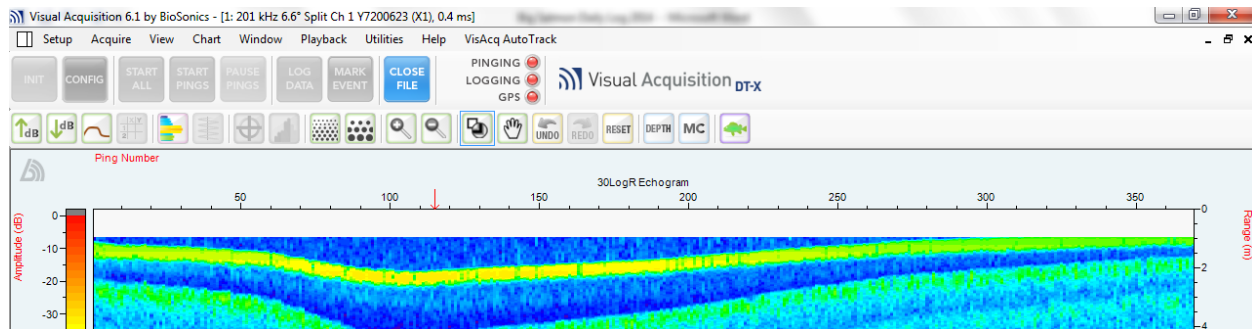 Visual Acquisition 6.1 by BioSonics - [1: 201 kHz 6.6° Split Ch 1 Y7200623 (X1), 0.4 ms]
Setup Acquire View Chart Window Playback Utilities Help VisAcq AutoTrack
INIT CONFIG START ALL START PINGS PAUSE PINGS LOG DATA MARK EVENT CLOSE FILE
PINGING
LOGGING
GPS
Visual Acquisition DT-X
dB dB UNDO REDO RESET DEPTH MC
Ping Number
30LogR Echogram
50 100 150 200 250 300 350
Amplitude (dB)
0
-10
-20
-30
Range (m)
0
2
4